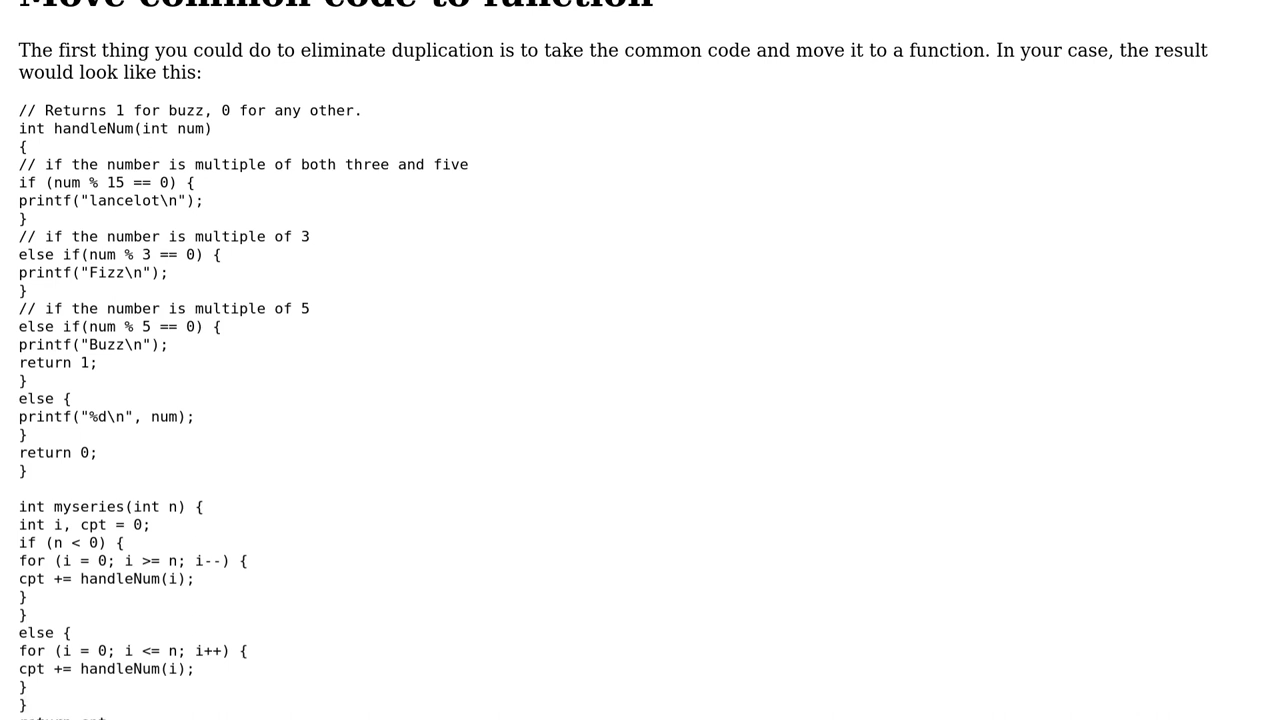 Move common code to function
The first thing you could do to eliminate duplication is to take the common code and move it to a function. In your case, the result
would look like this:
// Returns 1 for buzz, 0 for any other.
int handleNum(int num)
{
// if the number is multiple of both three and five
if (num % 15 == 0) {
printf("lancelot\n");
}
// if the number is multiple of 3
else if(num % 3 == 0) {
printf("Fizz\n");
}
// if the number is multiple of 5
else if(num % 5 == 0) {
printf("Buzz\n");
return 1;
}
else {
printf("%d\n", num);
}
return 0;
}
int myseries(int n) {
int i, cpt = 0;
if (n < 0) {
for (i = 0; i >= n; i--) {
cpt += handleNum(i);
}
}
else {
for (i = 0; i <= n; i++) {
cpt += handleNum(i);
}
}